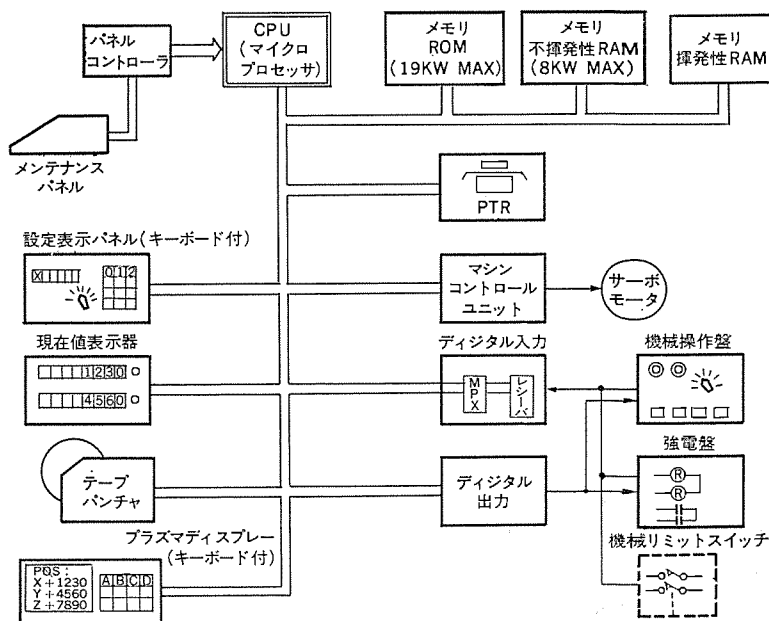 パネル
コントローラ
CPU
(マイクロ
プロセッサ)
メモリ
ROM
(19KW MAX)
メモリ
不揮発性RAM
(8KW MAX)
メモリ
揮発性RAM
メンテナンス
パネル
PTR
設定表示パネル(キーボード付)
X
0 1 2
マシン
コントロール
ユニット
サーボ
モータ
現在値表示器
1 2 3 0
4 5 6 0
ディジタル入力
MPX
レシーバ
機械操作盤
テープ
パンチャ
ディジタル
出力
強電盤
R
R
プラズマディスプレー
(キーボード付)
POS:
X+1230
Y+4560
Z+7890
A B C D
機械リミットスイッチ